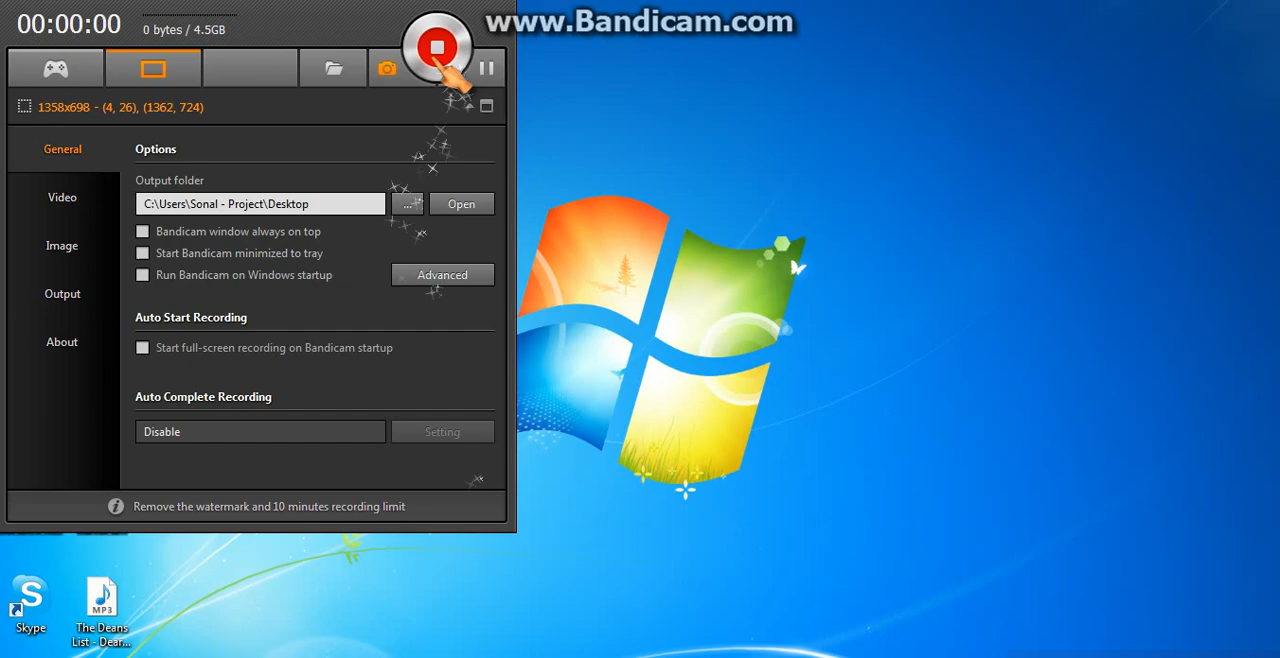 00:00:00
0 bytes / 4.5GB
www.Bandicam.com
1358x698 - (4, 26), (1362, 724)
General
Video
Image
Output
About
Options
Output folder
C:\Users\Sonal - Project\Desktop
...
Open
Bandicam window always on top
Start Bandicam minimized to tray
Run Bandicam on Windows startup
Advanced
Auto Start Recording
Start full-screen recording on Bandicam startup
Auto Complete Recording
Disable
Setting
Remove the watermark and 10 minutes recording limit
S
Skype
MP3
The Deans
List - Dear...